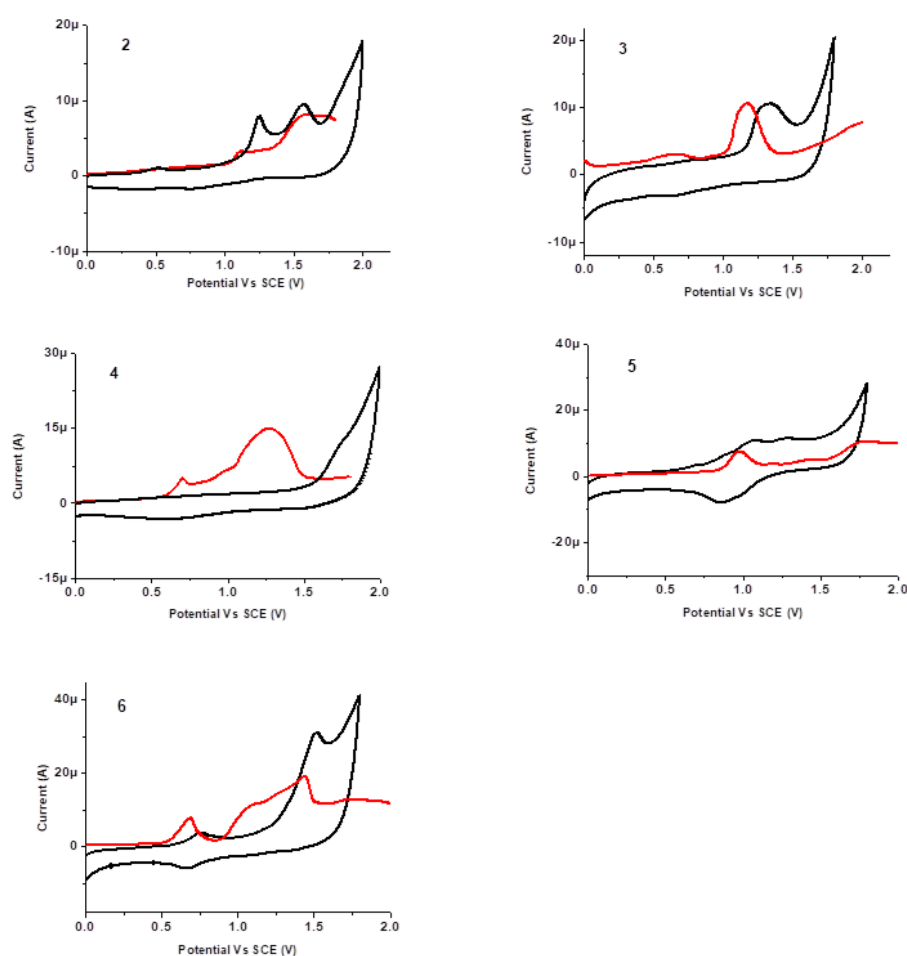 2
20µ
10µ
0
-10µ
Current (A)
0.0 0.5 1.0 1.5 2.0
Potential Vs SCE (V)
3
20µ
10µ
0
-10µ
Current (A)
0.0 0.5 1.0 1.5 2.0
Potential Vs SCE (V)
4
30µ
15µ
0
-15µ
Current (A)
0.0 0.5 1.0 1.5 2.0
Potential Vs SCE (V)
5
40µ
20µ
0
-20µ
Current (A)
0.0 0.5 1.0 1.5 2.0
Potential Vs SCE (V)
6
40µ
20µ
0
Current (A)
0.0 0.5 1.0 1.5 2.0
Potential Vs SCE (V)